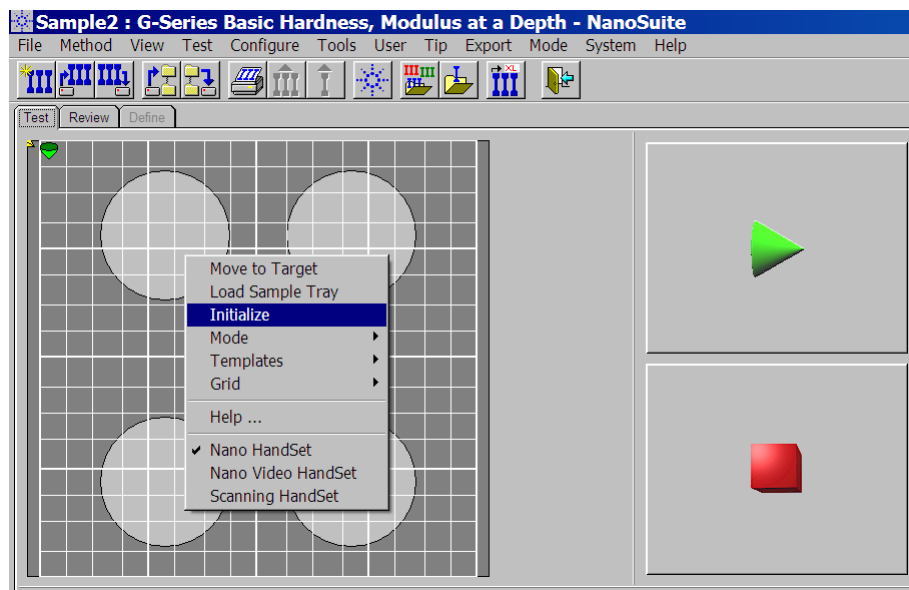 Sample2 : G-Series Basic Hardness, Modulus at a Depth - NanoSuite
File Method View Test Configure Tools User Tip Export Mode System Help
XL
Test Review Define
Move to Target
Load Sample Tray
Initialize
Mode
Templates
Grid
Help ...
Nano HandSet
Nano Video HandSet
Scanning HandSet